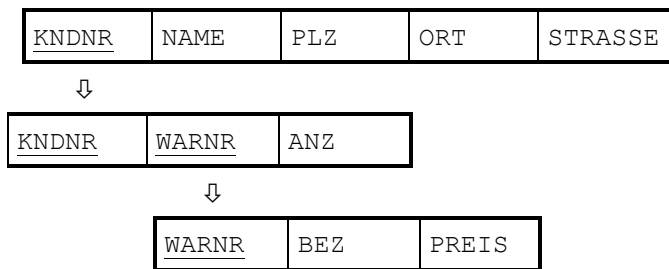 KNDNR NAME PLZ ORT STRASSE
⇩
KNDNR WARNR ANZ
⇩
WARNR BEZ PREIS